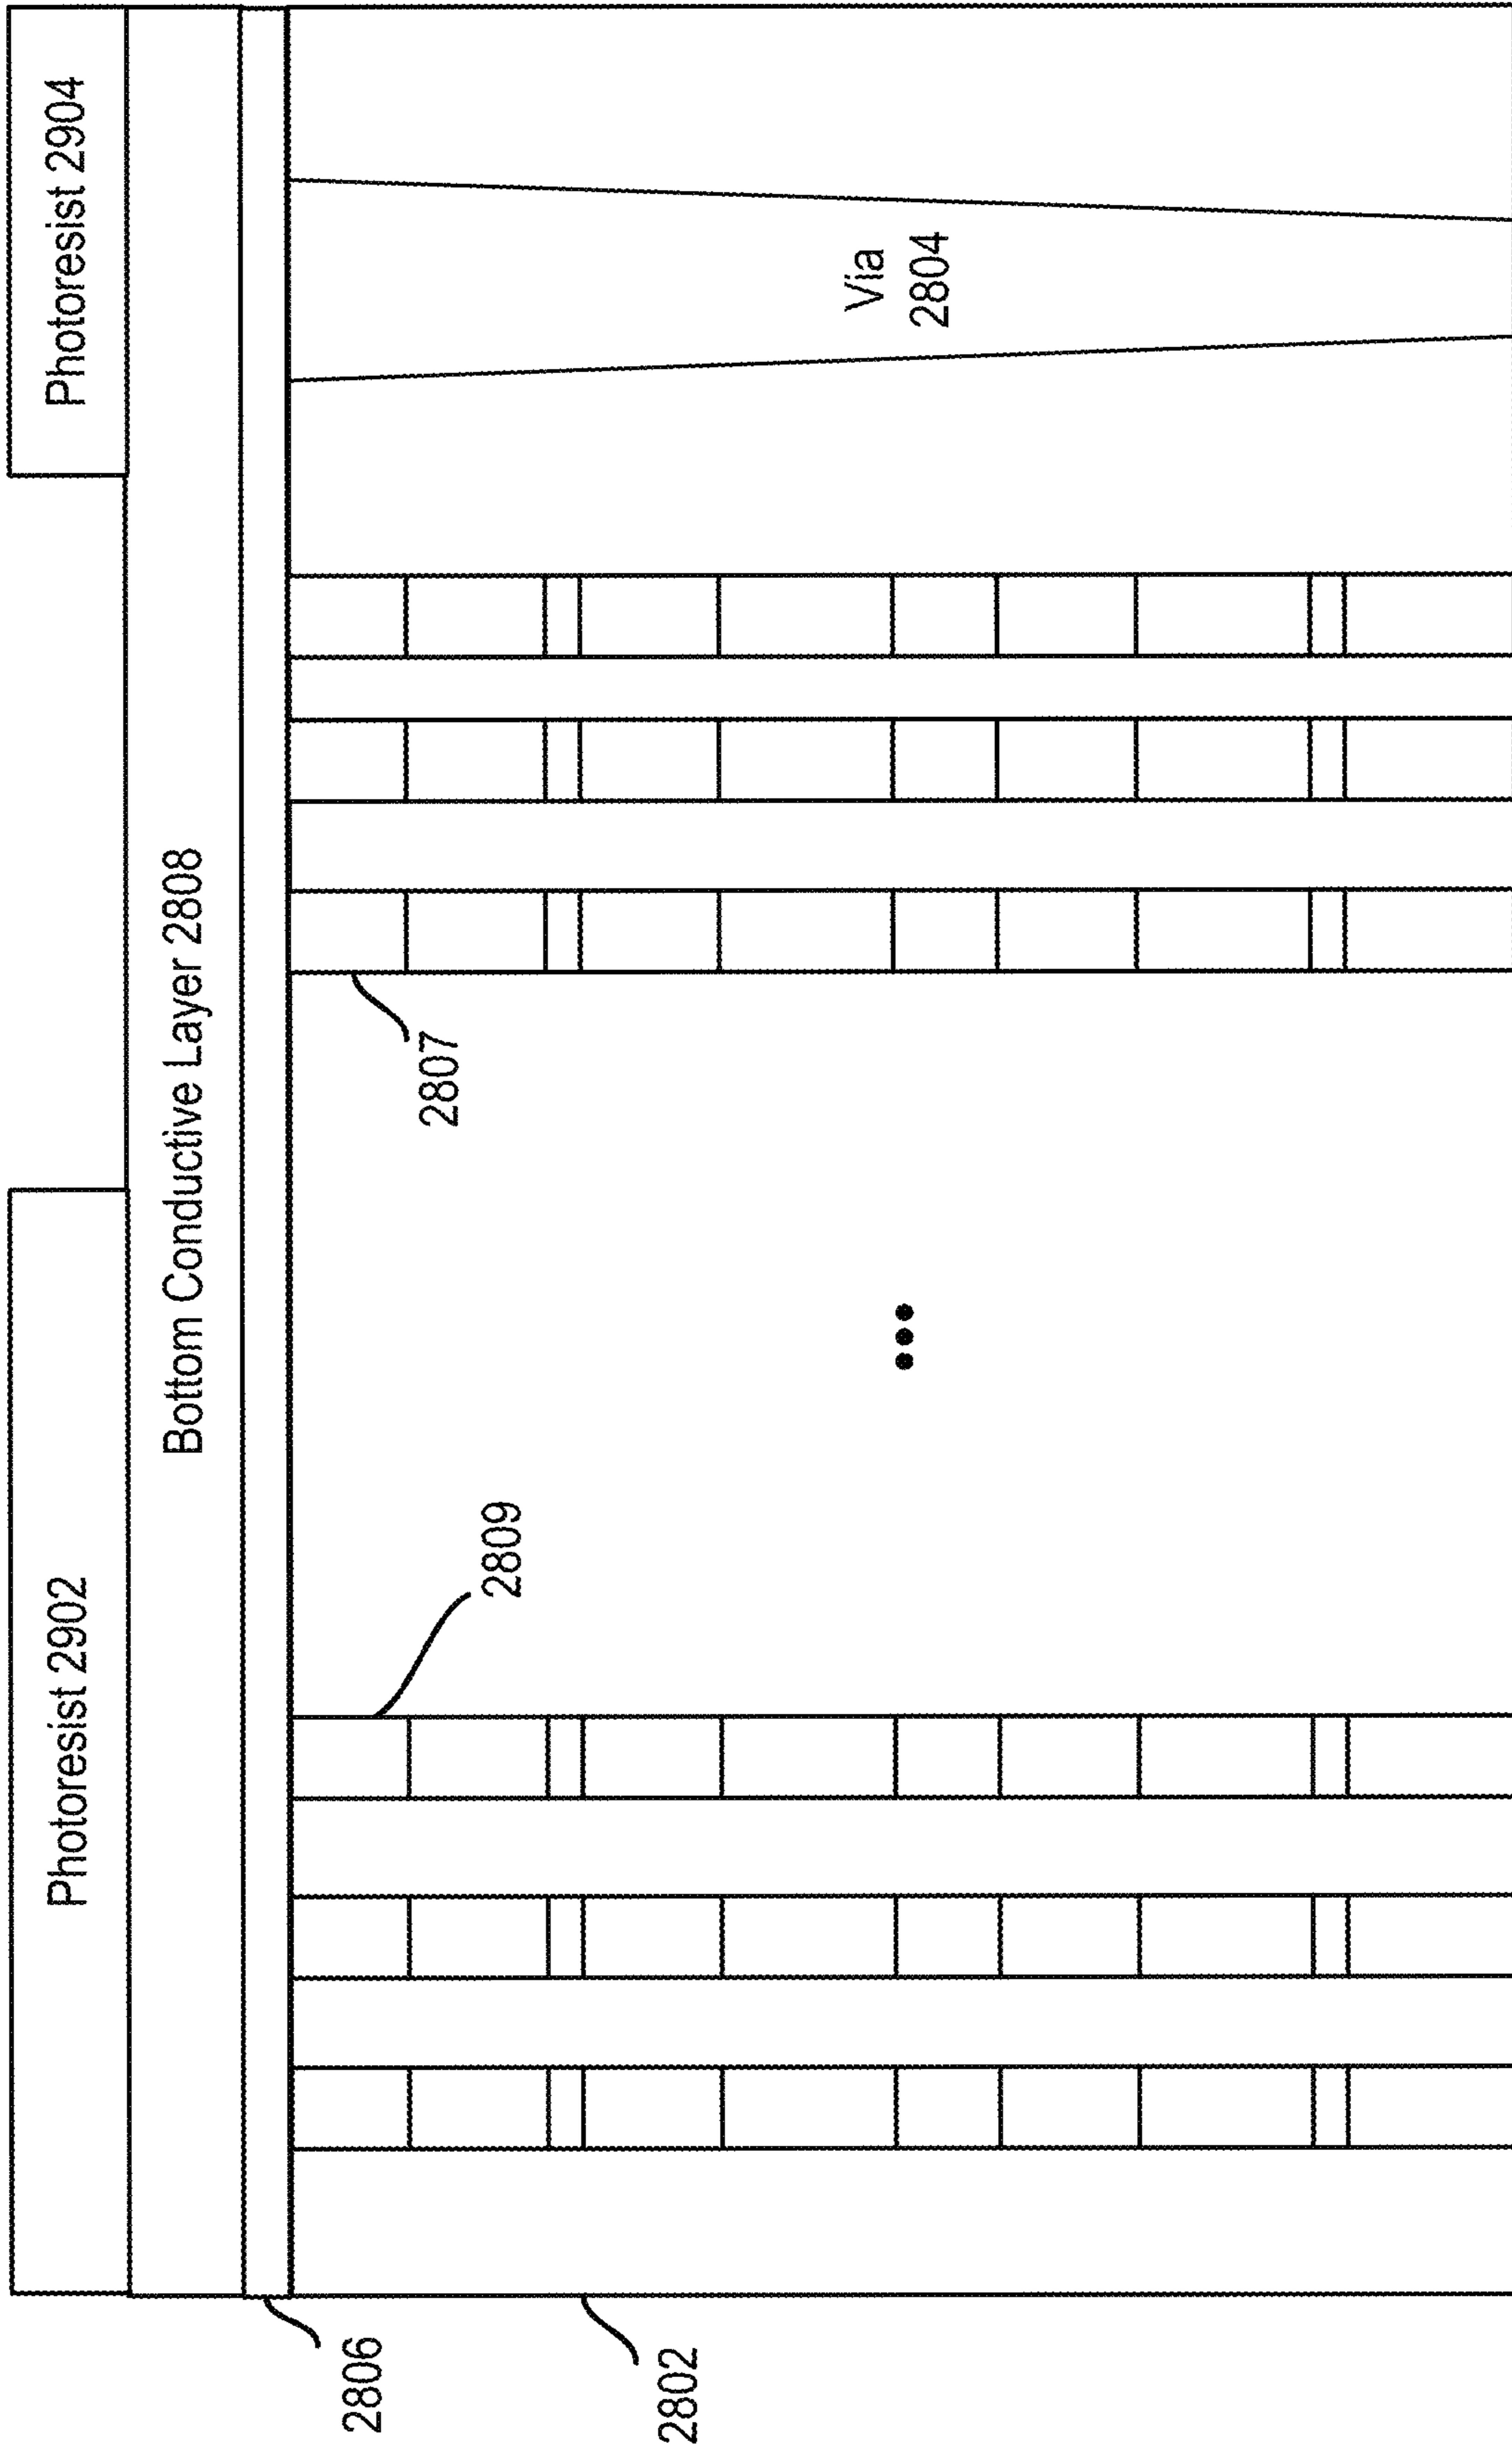 Photoresist 2902
Photoresist 2904
Bottom Conductive Layer 2808
2806
2809
2807
2802
Via
2804